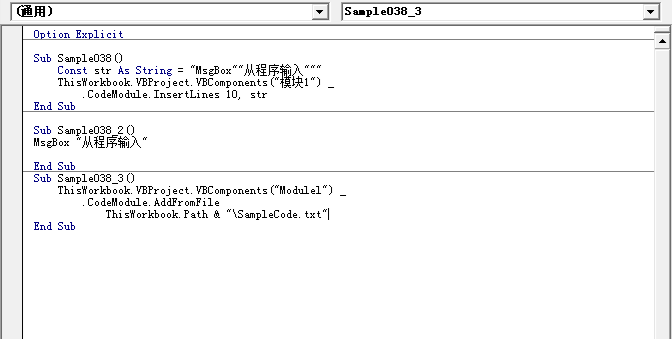 (通用)
Sample038_3
Option Explicit
Sub Sample038()
Const str As String = "MsgBox""从程序输入"""
ThisWorkbook.VBProject.VBComponents("模块1") _
.CodeModule.InsertLines 10, str
End Sub
Sub Sample038_2()
MsgBox "从程序输入"
End Sub
Sub Sample038_3()
ThisWorkbook.VBProject.VBComponents("Module1") _
.CodeModule.AddFromFile
ThisWorkbook.Path & "\SampleCode.txt"
End Sub